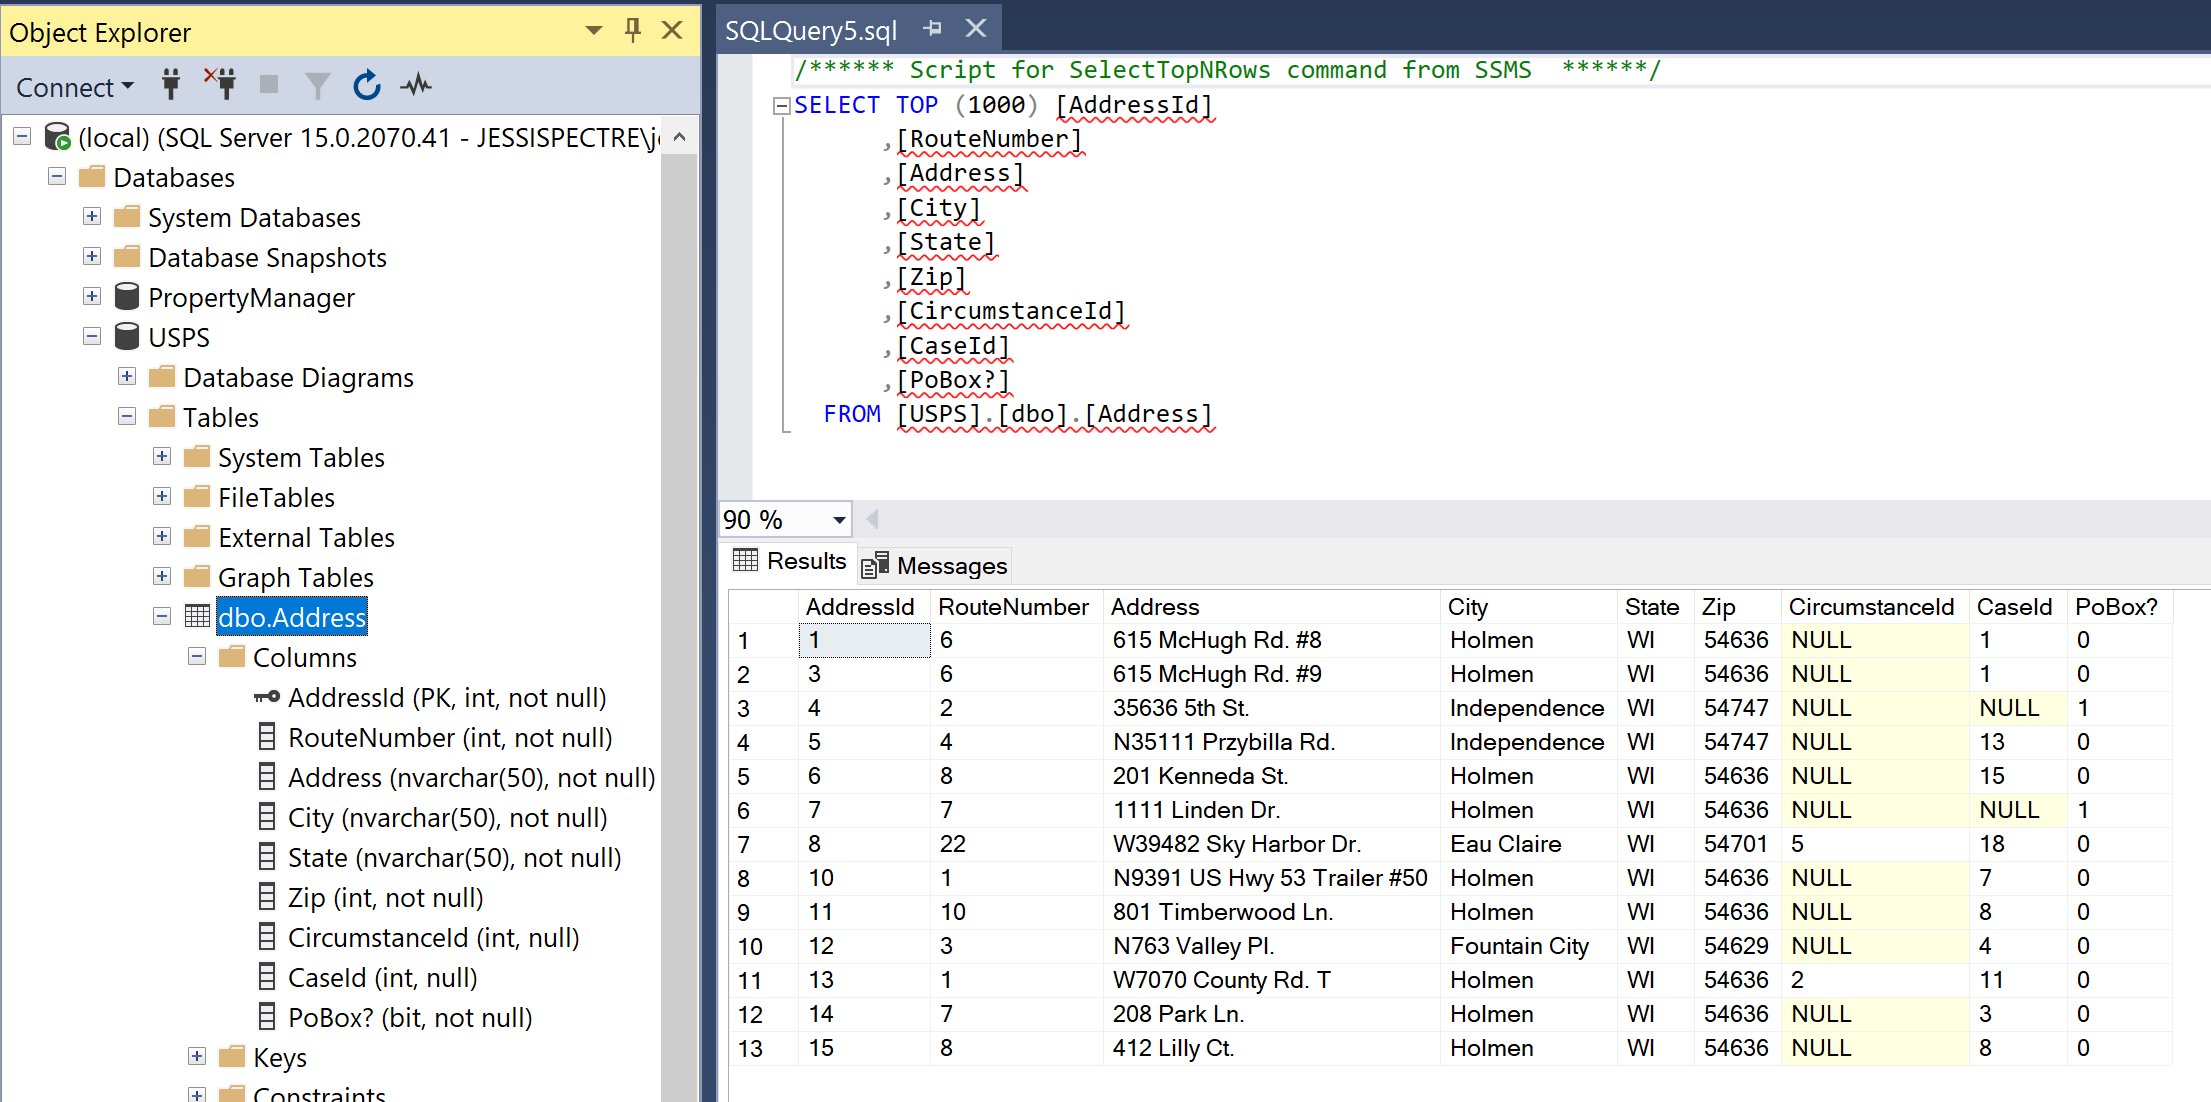 Object Explorer
Connect
(local) (SQL Server 15.0.2070.41 - JESSISPECTRE\
Databases
System Databases
Database Snapshots
PropertyManager
USPS
Database Diagrams
Tables
System Tables
FileTables
External Tables
Graph Tables
dbo.Address
Columns
AddressId (PK, int, not null)
RouteNumber (int, not null)
Address (nvarchar(50), not null)
City (nvarchar(50), not null)
State (nvarchar(50), not null)
Zip (int, not null)
CircumstanceId (int, null)
CaseId (int, null)
PoBox? (bit, not null)
Keys
Constraints
SQLQuery5.sql
/****** Script for SelectTopNRows command from SSMS  ******/
SELECT TOP (1000) [AddressId]
,[RouteNumber]
,[Address]
,[City]
,[State]
,[Zip]
,[CircumstanceId]
,[CaseId]
,[PoBox?]
FROM [USPS].[dbo].[Address]
90 %
Results Messages
AddressId RouteNumber Address City State Zip CircumstanceId CaseId PoBox?
1 1 6 615 McHugh Rd. #8 Holmen WI 54636 NULL 1 0
2 3 6 615 McHugh Rd. #9 Holmen WI 54636 NULL 1 0
3 4 2 35636 5th St. Independence WI 54747 NULL NULL 1
4 5 4 N35111 Przybilla Rd. Independence WI 54747 NULL 13 0
5 6 8 201 Kenneda St. Holmen WI 54636 NULL 15 0
6 7 7 1111 Linden Dr. Holmen WI 54636 NULL NULL 1
7 8 22 W39482 Sky Harbor Dr. Eau Claire WI 54701 5 18 0
8 10 1 N9391 US Hwy 53 Trailer #50 Holmen WI 54636 NULL 7 0
9 11 10 801 Timberwood Ln. Holmen WI 54636 NULL 8 0
10 12 3 N763 Valley Pl. Fountain City WI 54629 NULL 4 0
11 13 1 W7070 County Rd. T Holmen WI 54636 2 11 0
12 14 7 208 Park Ln. Holmen WI 54636 NULL 3 0
13 15 8 412 Lilly Ct. Holmen WI 54636 NULL 8 0